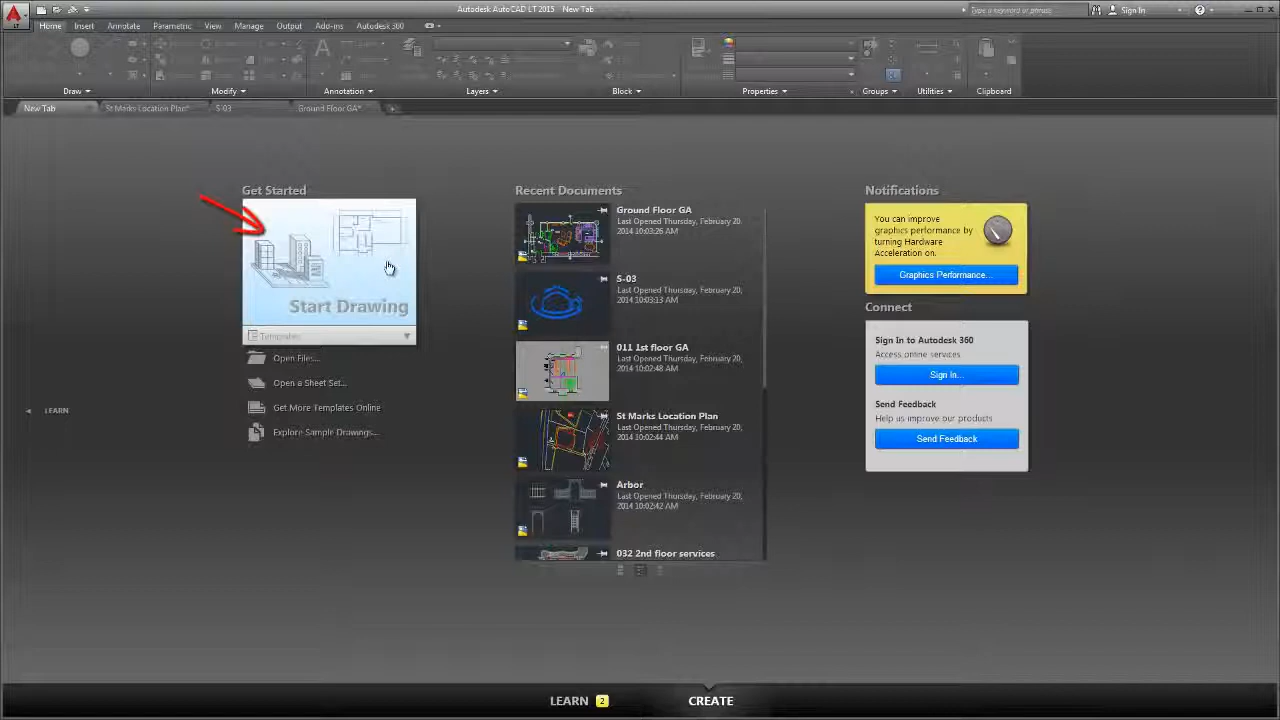 Autodesk AutoCAD LT 2015 - New Tab
Type a keyword or phrase
Sign In
Home Insert Annotate Parametric View Manage Output Add-ins Autodesk 360
Draw Modify Annotation Layers Block Properties Groups Utilities Clipboard
New Tab St Marks Location Plan* S-03 Ground Floor GA*
Get Started
Start Drawing
Templates
Open Files...
Open a Sheet Set...
Get More Templates Online
Explore Sample Drawings...
LEARN
Recent Documents
Ground Floor GA
Last Opened Thursday, February 20,
2014 10:03:26 AM
S-03
Last Opened Thursday, February 20,
2014 10:03:13 AM
011 1st floor GA
Last Opened Thursday, February 20,
2014 10:02:48 AM
St Marks Location Plan
Last Opened Thursday, February 20,
2014 10:02:44 AM
Arbor
Last Opened Thursday, February 20,
2014 10:02:42 AM
032 2nd floor services
Notifications
You can improve
graphics performance by
turning Hardware
Acceleration on.
Graphics Performance...
Connect
Sign In to Autodesk 360
Access online services
Sign In...
Send Feedback
Help us improve our products
Send Feedback
LEARN 2 CREATE